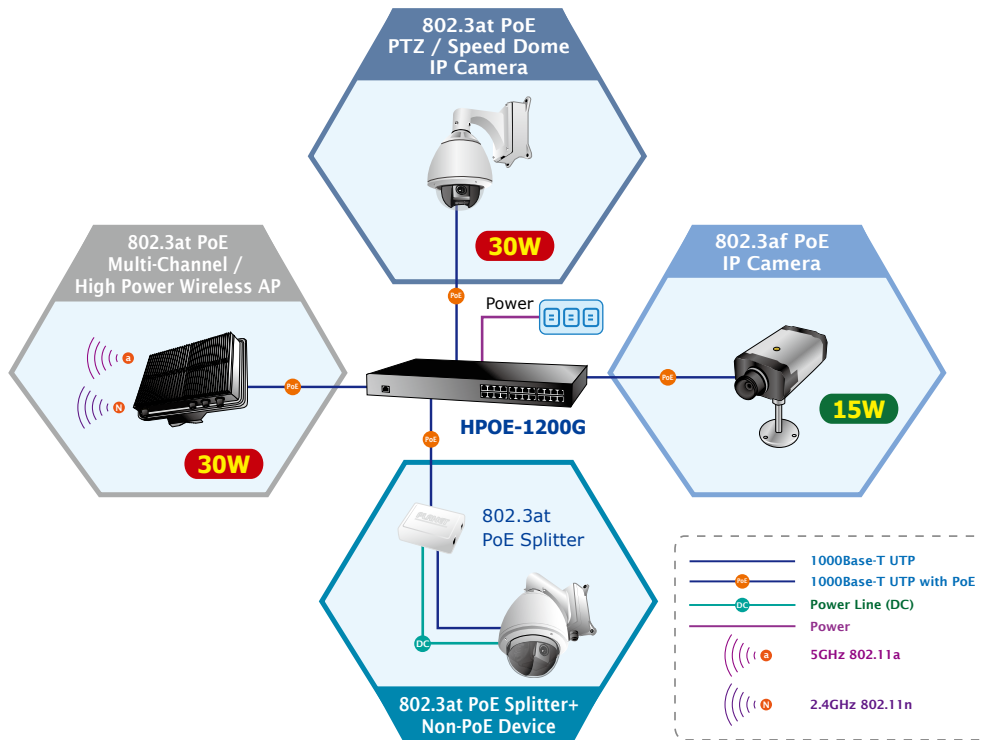 802.3at PoE
PTZ / Speed Dome
IP Camera
30W
PoE
802.3at PoE
Multi-Channel /
High Power Wireless AP
a
N
PoE
30W
Power
802.3af PoE
IP Camera
PoE
15W
HPOE-1200G
PoE
PLANET
802.3at
PoE Splitter
DC
802.3at PoE Splitter+
Non-PoE Device
1000Base-T UTP
PoE 1000Base-T UTP with PoE
DC Power Line (DC)
Power
a 5GHz 802.11a
N 2.4GHz 802.11n